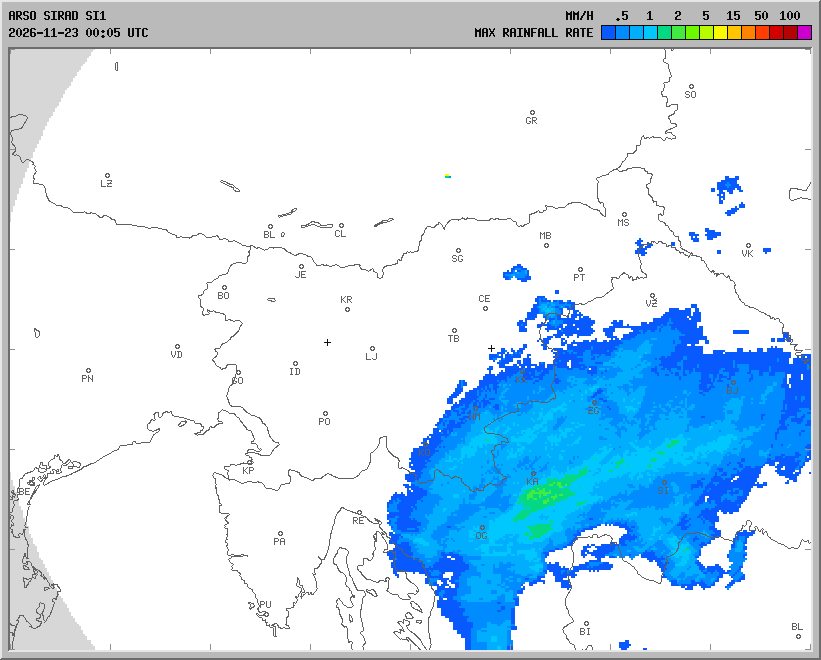 ARSO SIRAD SI1
MM/H .5 1 2 5 15 50 100
2026-11-23 00:05 UTC
MAX RAINFALL RATE
SO
GR
LZ
MS
BL
CL
MB
VK
SG
JE
PT
BO
KR
CE
VZ
TB
VD
LJ
ID
PN
GO
PO
KP
BE
KA
RE
OG
PA
PU
BI
BL